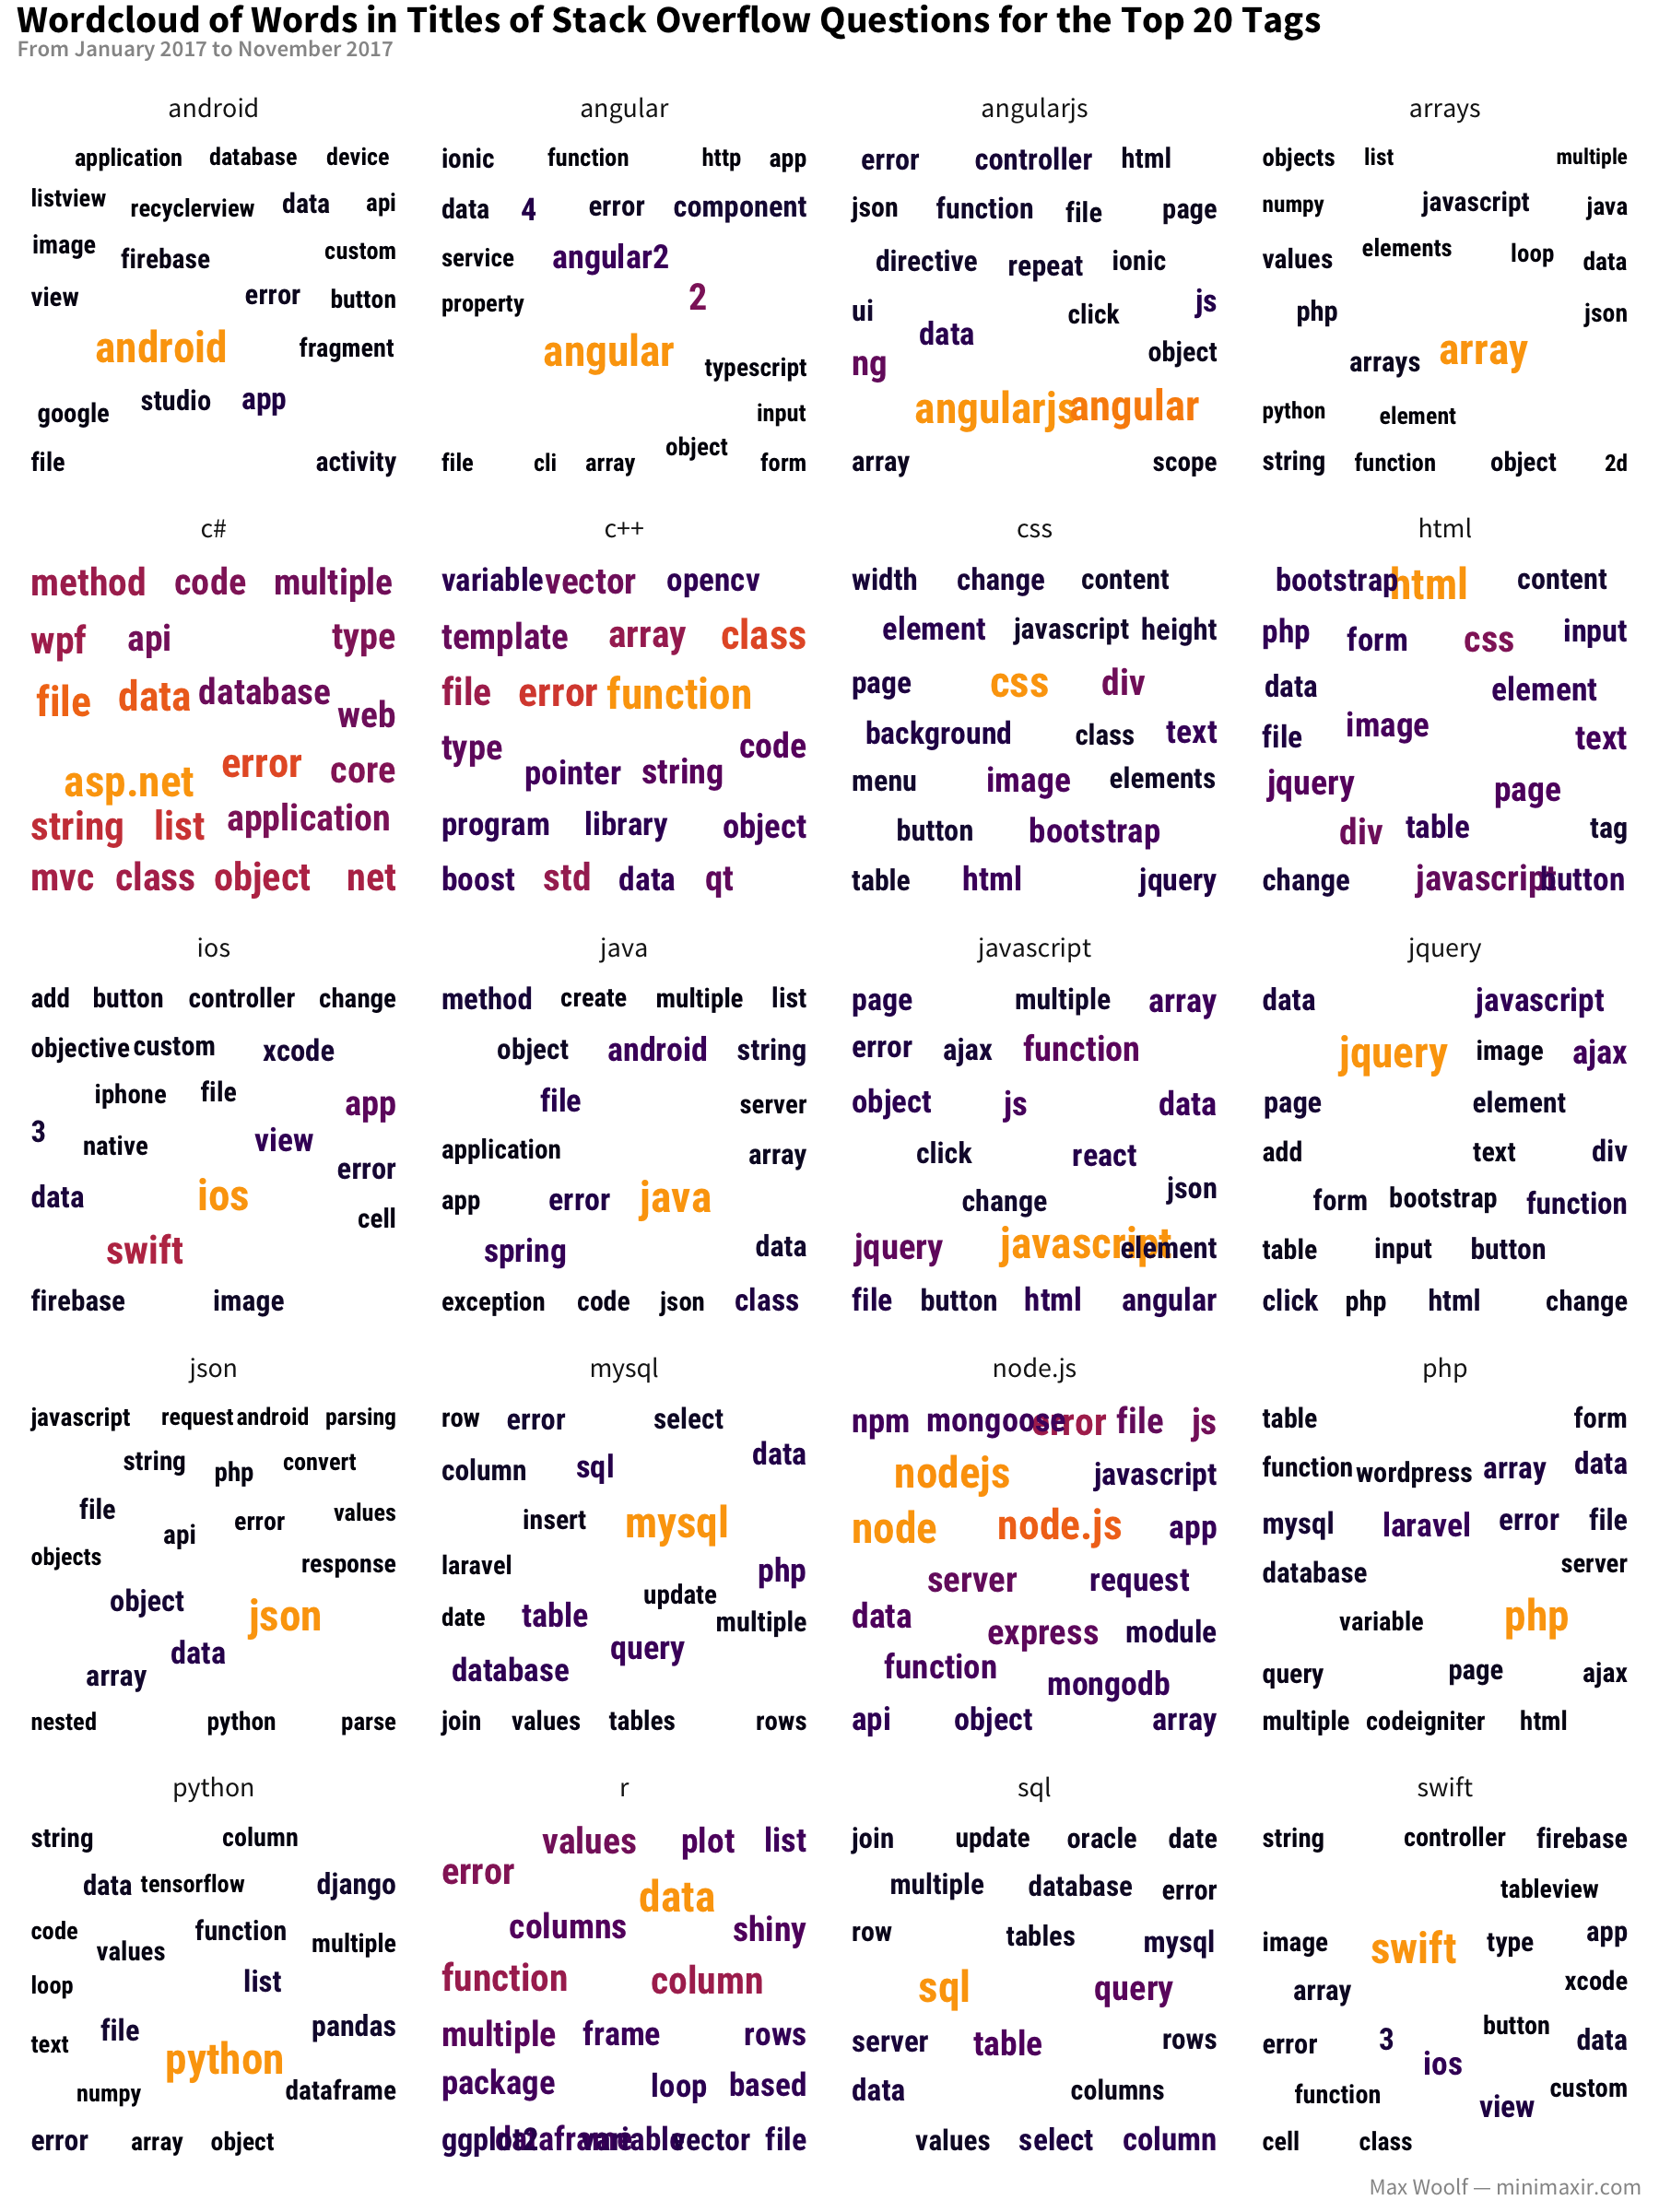 Wordcloud of Words in Titles of Stack Overflow Questions for the Top 20 Tags
From January 2017 to November 2017
android
application database device
listview recyclerview data api
image firebase custom
view error button
android fragment
google studio app
file activity
angular
ionic function http app
data 4 error component
service angular2
property 2
angular typescript
input
object
file cli array form
angularjs
error controller html
json function file page
directive repeat ionic
ui click js
data object
ng
angularjs angular
array scope
arrays
objects list multiple
numpy javascript java
values elements loop data
php json
arrays array
python element
string function object 2d
c#
method code multiple
wpf api type
file data database web
asp.net error core
string list application
mvc class object net
c++
variable vector opencv
template array class
file error function
type code
pointer string
program library object
boost std data qt
css
width change content
element javascript height
page css div
background class text
menu image elements
button bootstrap
table html jquery
html
bootstrap html content
php form css input
data element
file image text
jquery page
div table tag
change javascript button
ios
add button controller change
objective custom xcode
iphone file app
3 native view
error
data ios cell
swift
firebase image
java
method create multiple list
object android string
file server
application array
app error java
spring data
exception code json class
javascript
page multiple array
error ajax function
object js data
click react
change json
jquery javascript element
file button html angular
jquery
data javascript
jquery image ajax
page element
add text div
form bootstrap function
table input button
click php html change
json
javascript request android parsing
string php convert
file api error values
objects response
object json
data
array
nested python parse
mysql
row error select
column sql data
insert mysql
laravel php
update
date table multiple
query
database
join values tables rows
node.js
npm mongoose error file js
nodejs javascript
node node.js app
server request
data express module
function mongodb
api object array
php
table form
function wordpress array data
mysql laravel error file
database server
variable php
query page ajax
multiple codeigniter html
python
string column
data tensorflow django
code values function multiple
loop list
text file pandas
python
numpy dataframe
error array object
r
values plot list
error data
columns shiny
function column
multiple frame rows
package loop based
ggplot2 dataframe variable vector file
sql
join update oracle date
multiple database error
row tables mysql
sql query
server table rows
data columns
values select column
swift
string controller firebase
tableview
image swift type app
array xcode
error 3 button data
ios
function view custom
cell class
Max Woolf — minimaxir.com